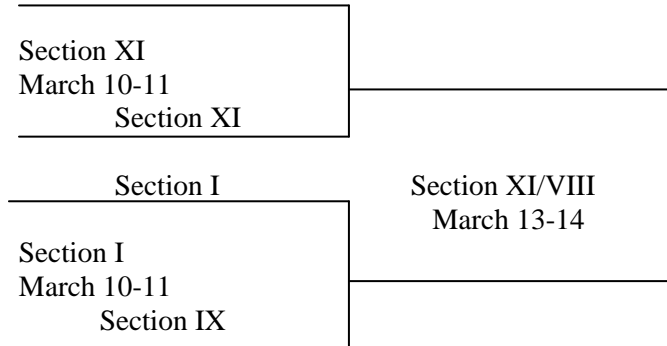 Section XI
March 10-11
Section XI
Section I
Section XI/VIII
March 13-14
Section I
March 10-11
Section IX